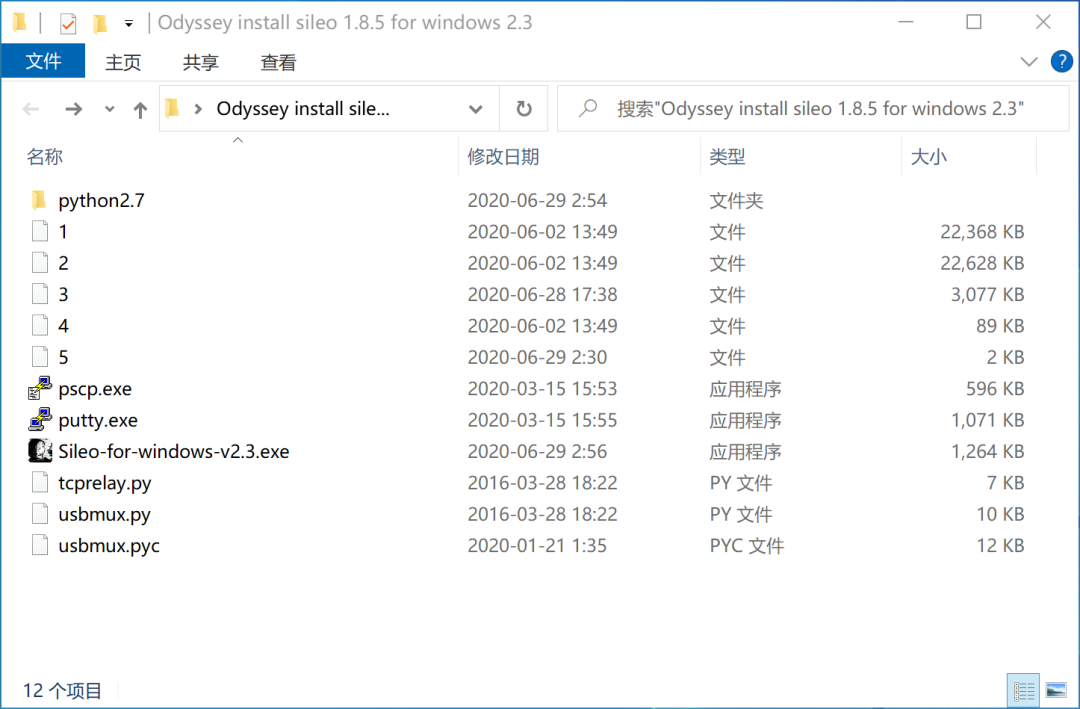 Odyssey install sileo 1.8.5 for windows 2.3
文件 主页 共享 查看 ?
Odyssey install sile... 搜索"Odyssey install sileo 1.8.5 for windows 2.3"
名称 修改日期 类型 大小
python2.7 2020-06-29 2:54 文件夹
1 2020-06-02 13:49 文件 22,368 KB
2 2020-06-02 13:49 文件 22,628 KB
3 2020-06-28 17:38 文件 3,077 KB
4 2020-06-02 13:49 文件 89 KB
5 2020-06-29 2:30 文件 2 KB
pscp.exe 2020-03-15 15:53 应用程序 596 KB
putty.exe 2020-03-15 15:55 应用程序 1,071 KB
Sileo-for-windows-v2.3.exe 2020-06-29 2:56 应用程序 1,264 KB
tcprelay.py 2016-03-28 18:22 PY 文件 7 KB
usbmux.py 2016-03-28 18:22 PY 文件 10 KB
usbmux.pyc 2020-01-21 1:35 PYC 文件 12 KB
12 个项目